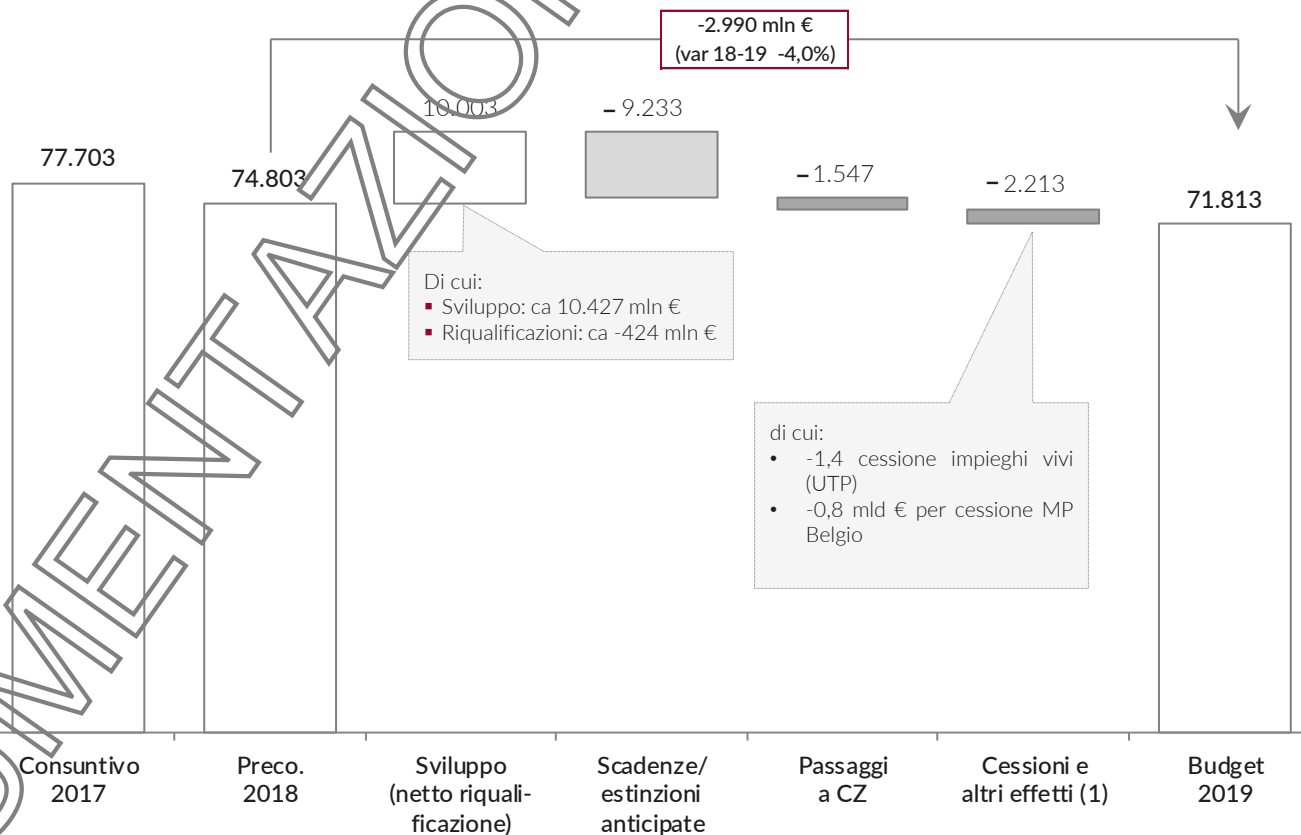 -2.990 mln €
(var 18-19 -4,0%)
77.703
74.803
10.003
– 9.233
– 1.547
– 2.213
71.813
Di cui:
▪ Sviluppo: ca 10.427 mln €
▪ Riqualificazioni: ca -424 mln €
di cui:
• -1,4 cessione impieghi vivi
(UTP)
• -0,8 mld € per cessione MP
Belgio
Consuntivo
2017
Preco.
2018
Sviluppo
(netto riquali-
ficazione)
Scadenze/
estinzioni
anticipate
Passaggi
a CZ
Cessioni e
altri effetti (1)
Budget
2019
UMENTAZIO